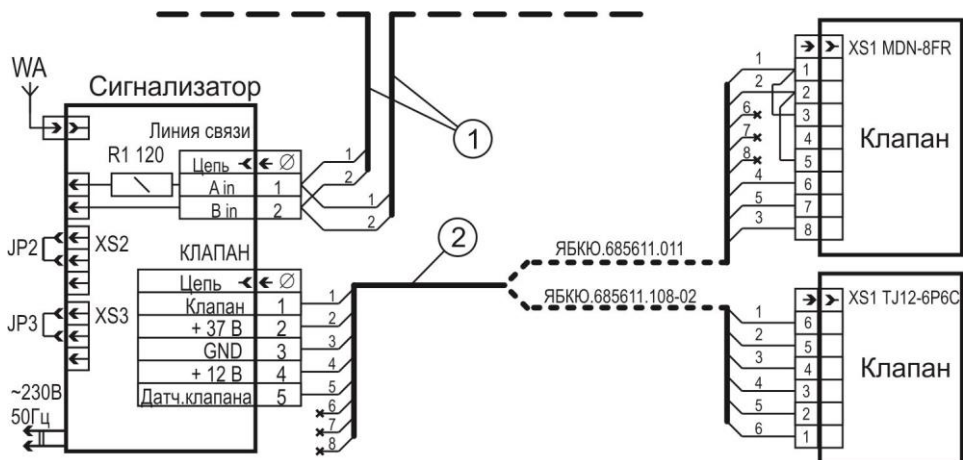 WA
Сигнализатор
Линия связи
R1 120
Цепь
A in 1
B in 2
1
2
1
2
1
JP2
XS2
JP3
XS3
~230В
50Гц
КЛАПАН
Цепь
Клапан 1
+ 37 В 2
GND 3
+ 12 В 4
Датч.клапана 5
1
2
3
4
5
6
7
8
2
ЯБКЮ.685611.011
ЯБКЮ.685611.108-02
XS1 MDN-8FR
Клапан
1 1
2 2
6 3
7 4
8 5
4 6
5 7
3 8
XS1 TJ12-6P6C
Клапан
1 6
2 5
3 4
4 3
5 2
6 1